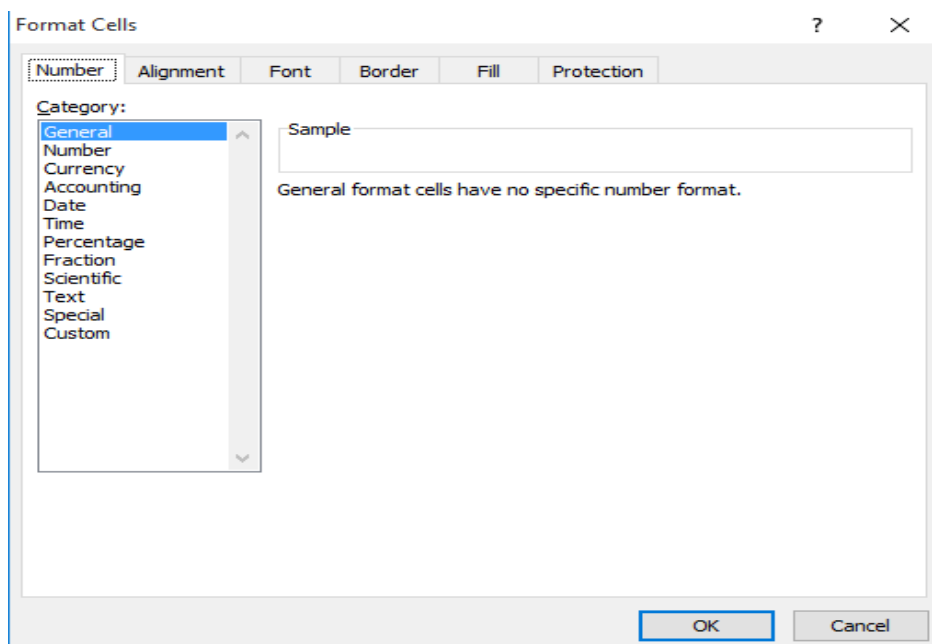 Format Cells ? ×
Number Alignment Font Border Fill Protection
Category:
General
Number
Currency
Accounting
Date
Time
Percentage
Fraction
Scientific
Text
Special
Custom
Sample
General format cells have no specific number format.
OK Cancel